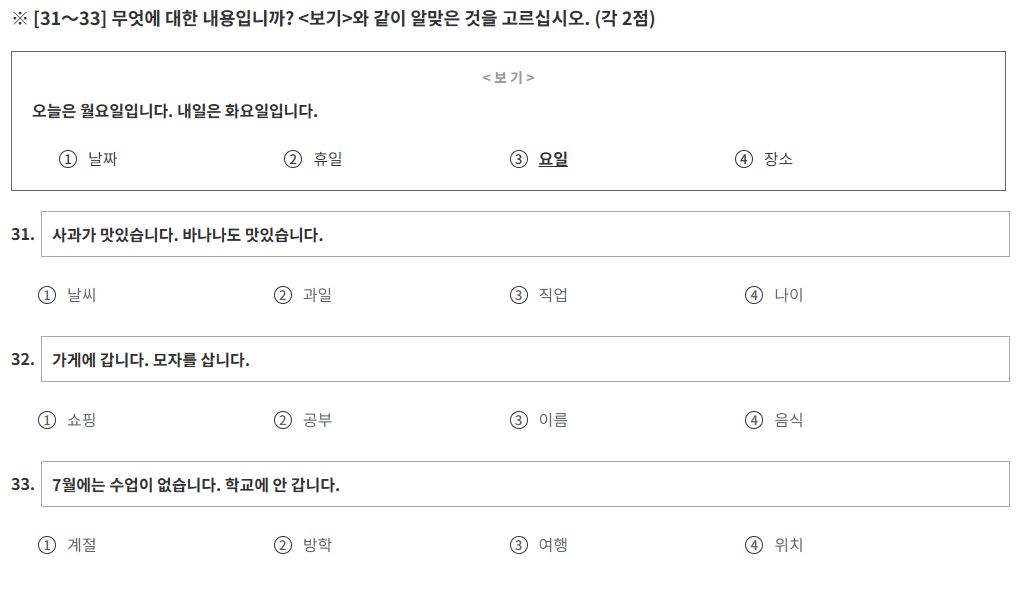 ※ [31～33] 무엇에 대한 내용입니까? <보기>와 같이 알맞은 것을 고르십시오. (각 2점)
< 보 기 >
오늘은 월요일입니다. 내일은 화요일입니다.
① 날짜 ② 휴일 ③ 요일 ④ 장소
31. 사과가 맛있습니다. 바나나도 맛있습니다.
① 날씨 ② 과일 ③ 직업 ④ 나이
32. 가게에 갑니다. 모자를 삽니다.
① 쇼핑 ② 공부 ③ 이름 ④ 음식
33. 7월에는 수업이 없습니다. 학교에 안 갑니다.
① 계절 ② 방학 ③ 여행 ④ 위치